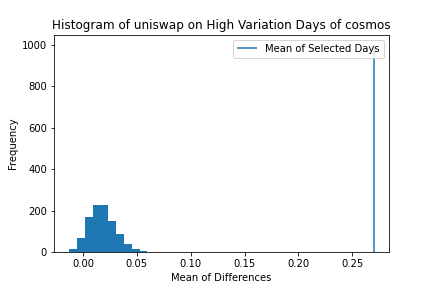 Histogram of uniswap on High Variation Days of cosmos
1000
800
600
400
200
0
Frequency
Mean of Selected Days
0.00 0.05 0.10 0.15 0.20 0.25
Mean of Differences